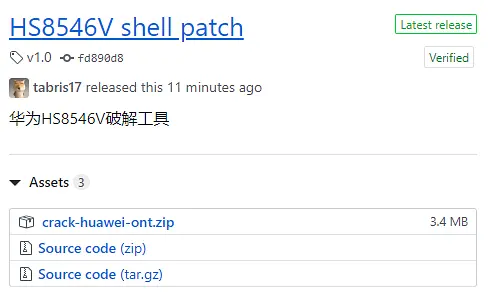 HS8546V shell patch
Latest release
v1.0 fd890d8
Verified
tabris17 released this 11 minutes ago
华为HS8546V破解工具
Assets 3
crack-huawei-ont.zip 3.4 MB
Source code (zip)
Source code (tar.gz)